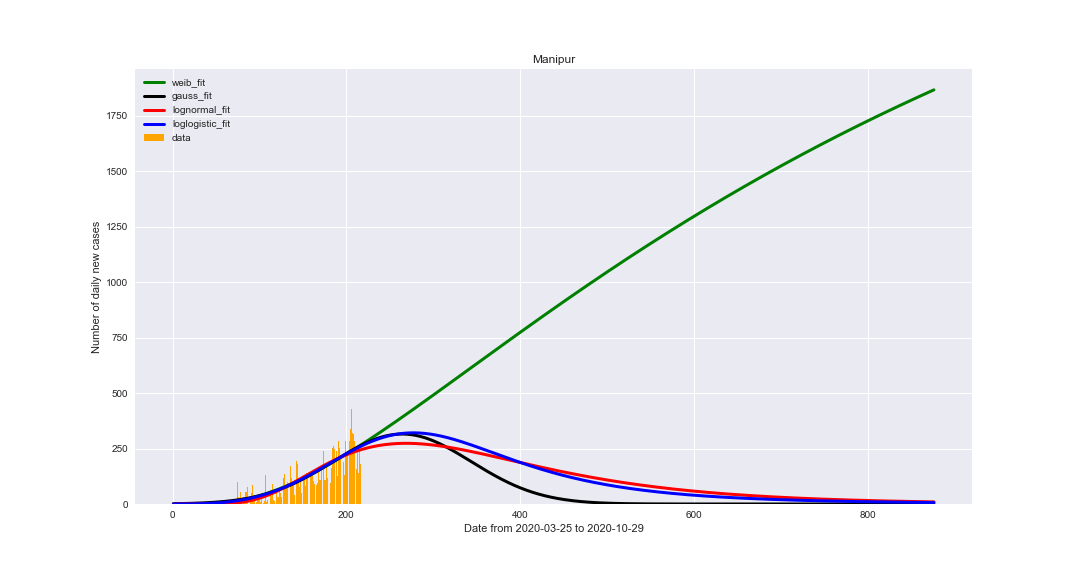 Manipur
weib_fit
gauss_fit
lognormal_fit
loglogistic_fit
data
Number of daily new cases
1750
1500
1250
1000
750
500
250
0
0 200 400 600 800
Date from 2020-03-25 to 2020-10-29